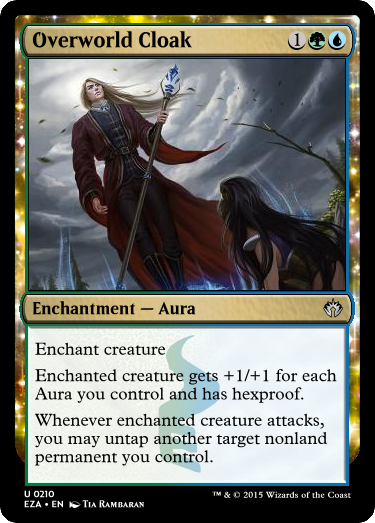 Overworld Cloak 1
Enchantment — Aura
Enchant creature
Enchanted creature gets +1/+1 for each
Aura you control and has hexproof.
Whenever enchanted creature attacks,
you may untap another target nonland
permanent you control.
U 0210
EZA • EN Tia Rambaran
™ & © 2015 Wizards of the Coast